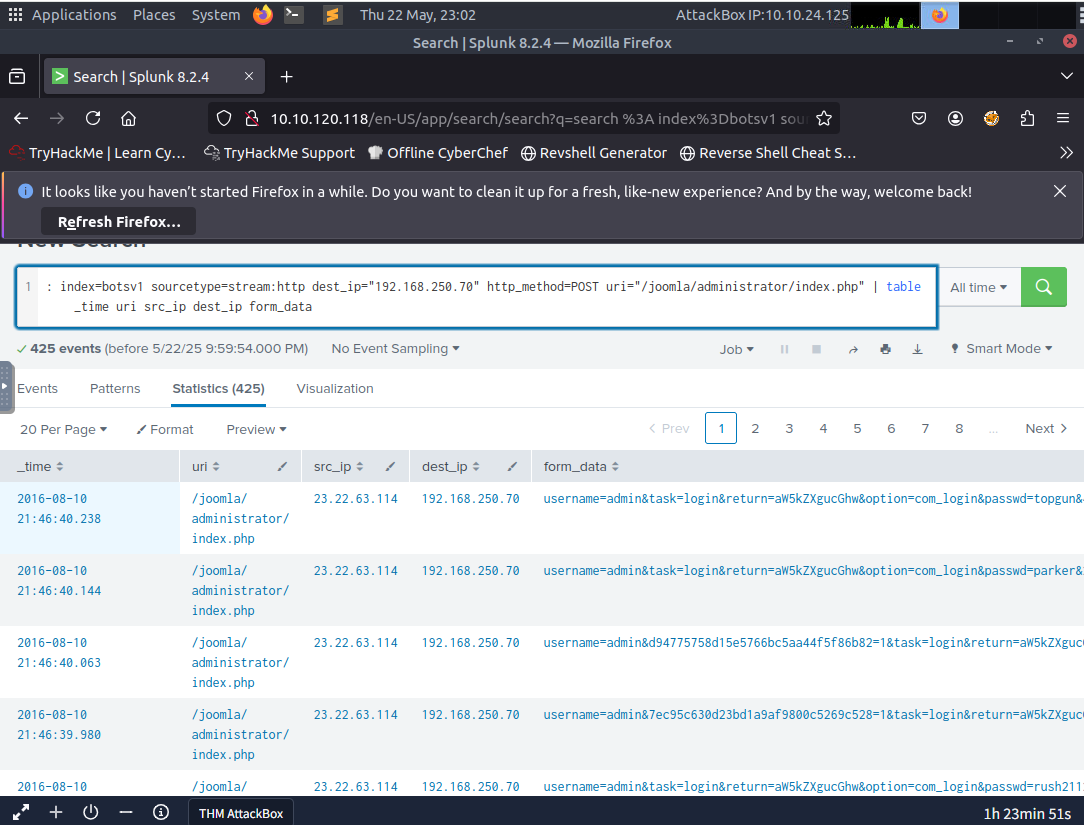 Applications Places System Thu 22 May, 23:02 AttackBox IP:10.10.24.125
Search | Splunk 8.2.4 — Mozilla Firefox
Search | Splunk 8.2.4
10.10.120.118/en-US/app/search/search?q=search %3A index%3Dbotsv1 sou
TryHackMe | Learn Cy… TryHackMe Support Offline CyberChef Revshell Generator Reverse Shell Cheat S…
It looks like you haven’t started Firefox in a while. Do you want to clean it up for a fresh, like-new experience? And by the way, welcome back!
Refresh Firefox…
New Search
1 : index=botsv1 sourcetype=stream:http dest_ip="192.168.250.70" http_method=POST uri="/joomla/administrator/index.php" | table
_time uri src_ip dest_ip form_data
All time
425 events (before 5/22/25 9:59:54.000 PM) No Event Sampling Job Smart Mode
Events Patterns Statistics (425) Visualization
20 Per Page Format Preview Prev 1 2 3 4 5 6 7 8 ... Next
_time uri src_ip dest_ip form_data
2016-08-10 /joomla/ 23.22.63.114 192.168.250.70 username=admin&task=login&return=aW5kZXgucGhw&option=com_login&passwd=topgun&
21:46:40.238 administrator/
index.php
2016-08-10 /joomla/ 23.22.63.114 192.168.250.70 username=admin&task=login&return=aW5kZXgucGhw&option=com_login&passwd=parker&
21:46:40.144 administrator/
index.php
2016-08-10 /joomla/ 23.22.63.114 192.168.250.70 username=admin&d94775758d15e5766bc5aa44f5f86b82=1&task=login&return=aW5kZXguc
21:46:40.063 administrator/
index.php
2016-08-10 /joomla/ 23.22.63.114 192.168.250.70 username=admin&7ec95c630d23bd1a9af9800c5269c528=1&task=login&return=aW5kZXguc
21:46:39.980 administrator/
index.php
2016-08-10 /joomla/ 23.22.63.114 192.168.250.70 username=admin&task=login&return=aW5kZXgucGhw&option=com_login&passwd=rush211
THM AttackBox 1h 23min 51s